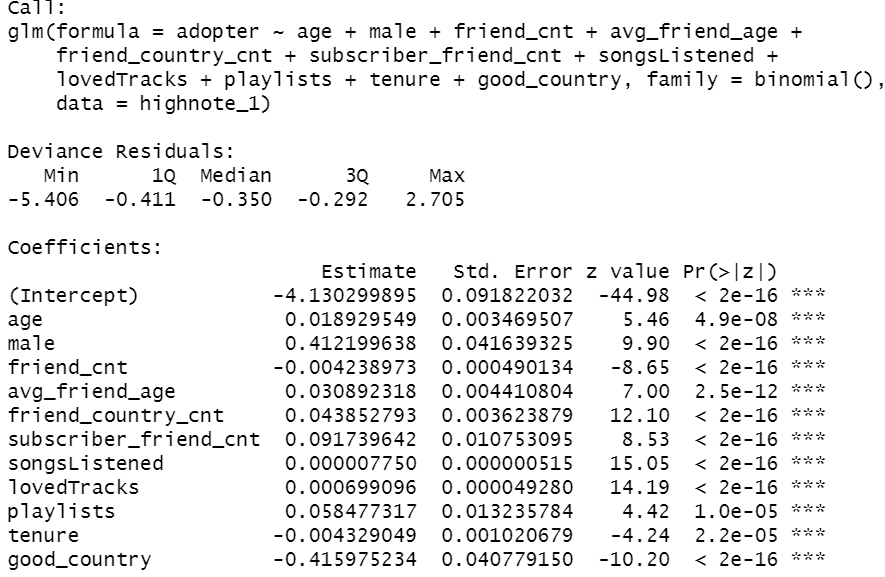 Call:
glm(formula = adopter ~ age + male + friend_cnt + avg_friend_age +
    friend_country_cnt + subscriber_friend_cnt + songsListened +
    lovedTracks + playlists + tenure + good_country, family = binomial(),
    data = highnote_1)
Deviance Residuals:
   Min      1Q  Median      3Q     Max
-5.406  -0.411  -0.350  -0.292   2.705
Coefficients:
                          Estimate   Std. Error z value Pr(>|z|)
(Intercept)           -4.130299895  0.091822032  -44.98  < 2e-16 ***
age                    0.018929549  0.003469507    5.46  4.9e-08 ***
male                   0.412199638  0.041639325    9.90  < 2e-16 ***
friend_cnt            -0.004238973  0.000490134   -8.65  < 2e-16 ***
avg_friend_age         0.030892318  0.004410804    7.00  2.5e-12 ***
friend_country_cnt     0.043852793  0.003623879   12.10  < 2e-16 ***
subscriber_friend_cnt  0.091739642  0.010753095    8.53  < 2e-16 ***
songsListened          0.000007750  0.000000515   15.05  < 2e-16 ***
lovedTracks            0.000699096  0.000049280   14.19  < 2e-16 ***
playlists              0.058477317  0.013235784    4.42  1.0e-05 ***
tenure                -0.004329049  0.001020679   -4.24  2.2e-05 ***
good_country          -0.415975234  0.040779150  -10.20  < 2e-16 ***